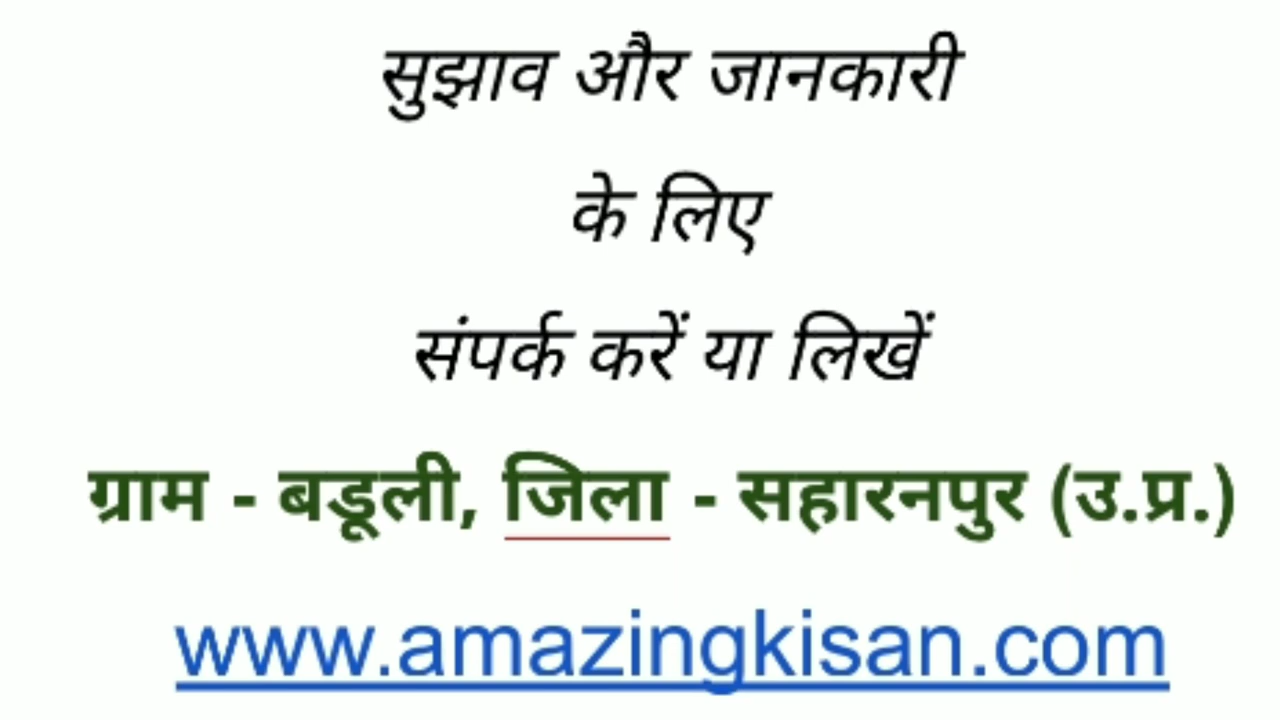 सुझाव और जानकारी
के लिए
संपर्क करें या लिखें
ग्राम - बडूली, जिला - सहारनपुर (उ.प्र.)
www.amazingkisan.com